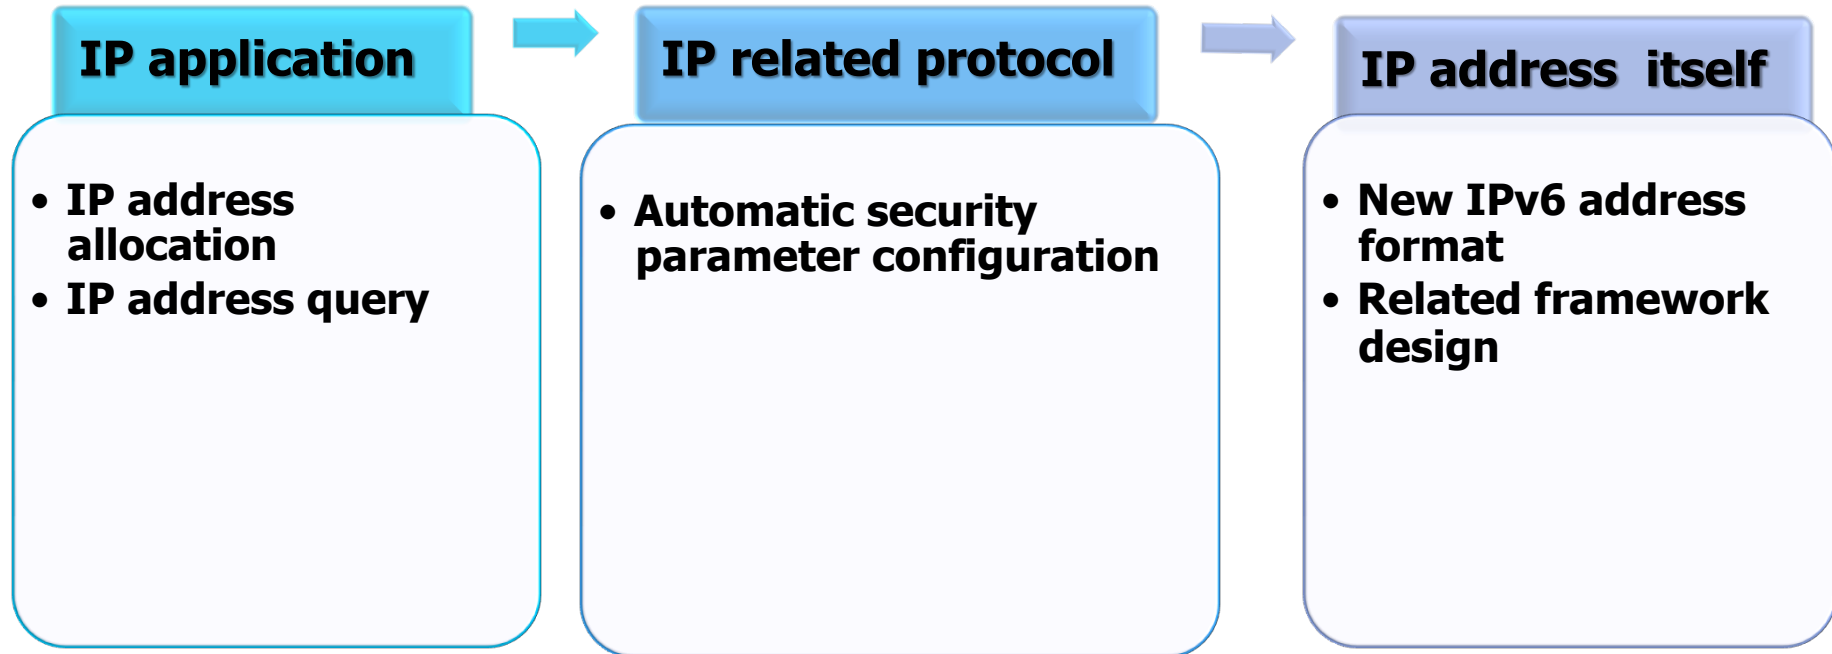 IP application
• IP address
allocation
• IP address query
IP related protocol
• Automatic security
parameter configuration
IP address itself
• New IPv6 address
format
• Related framework
design